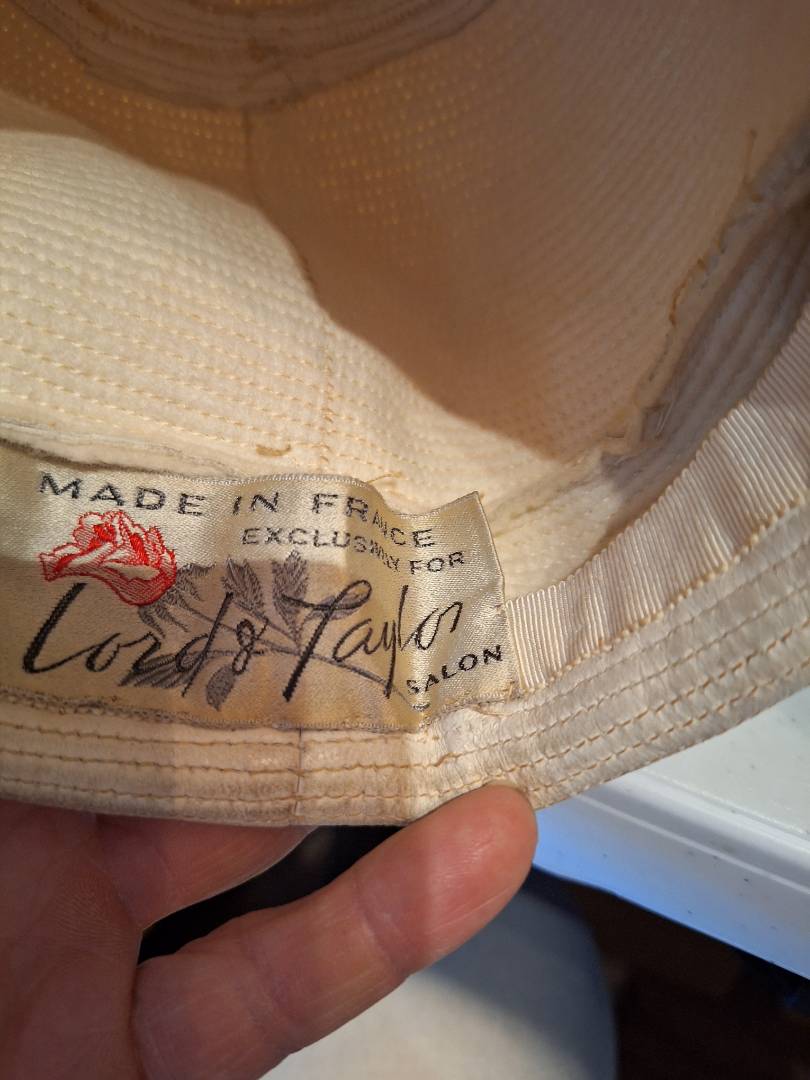 MADE IN FRANCE
EXCLUSIVELY FOR
Lord & Taylor
SALON